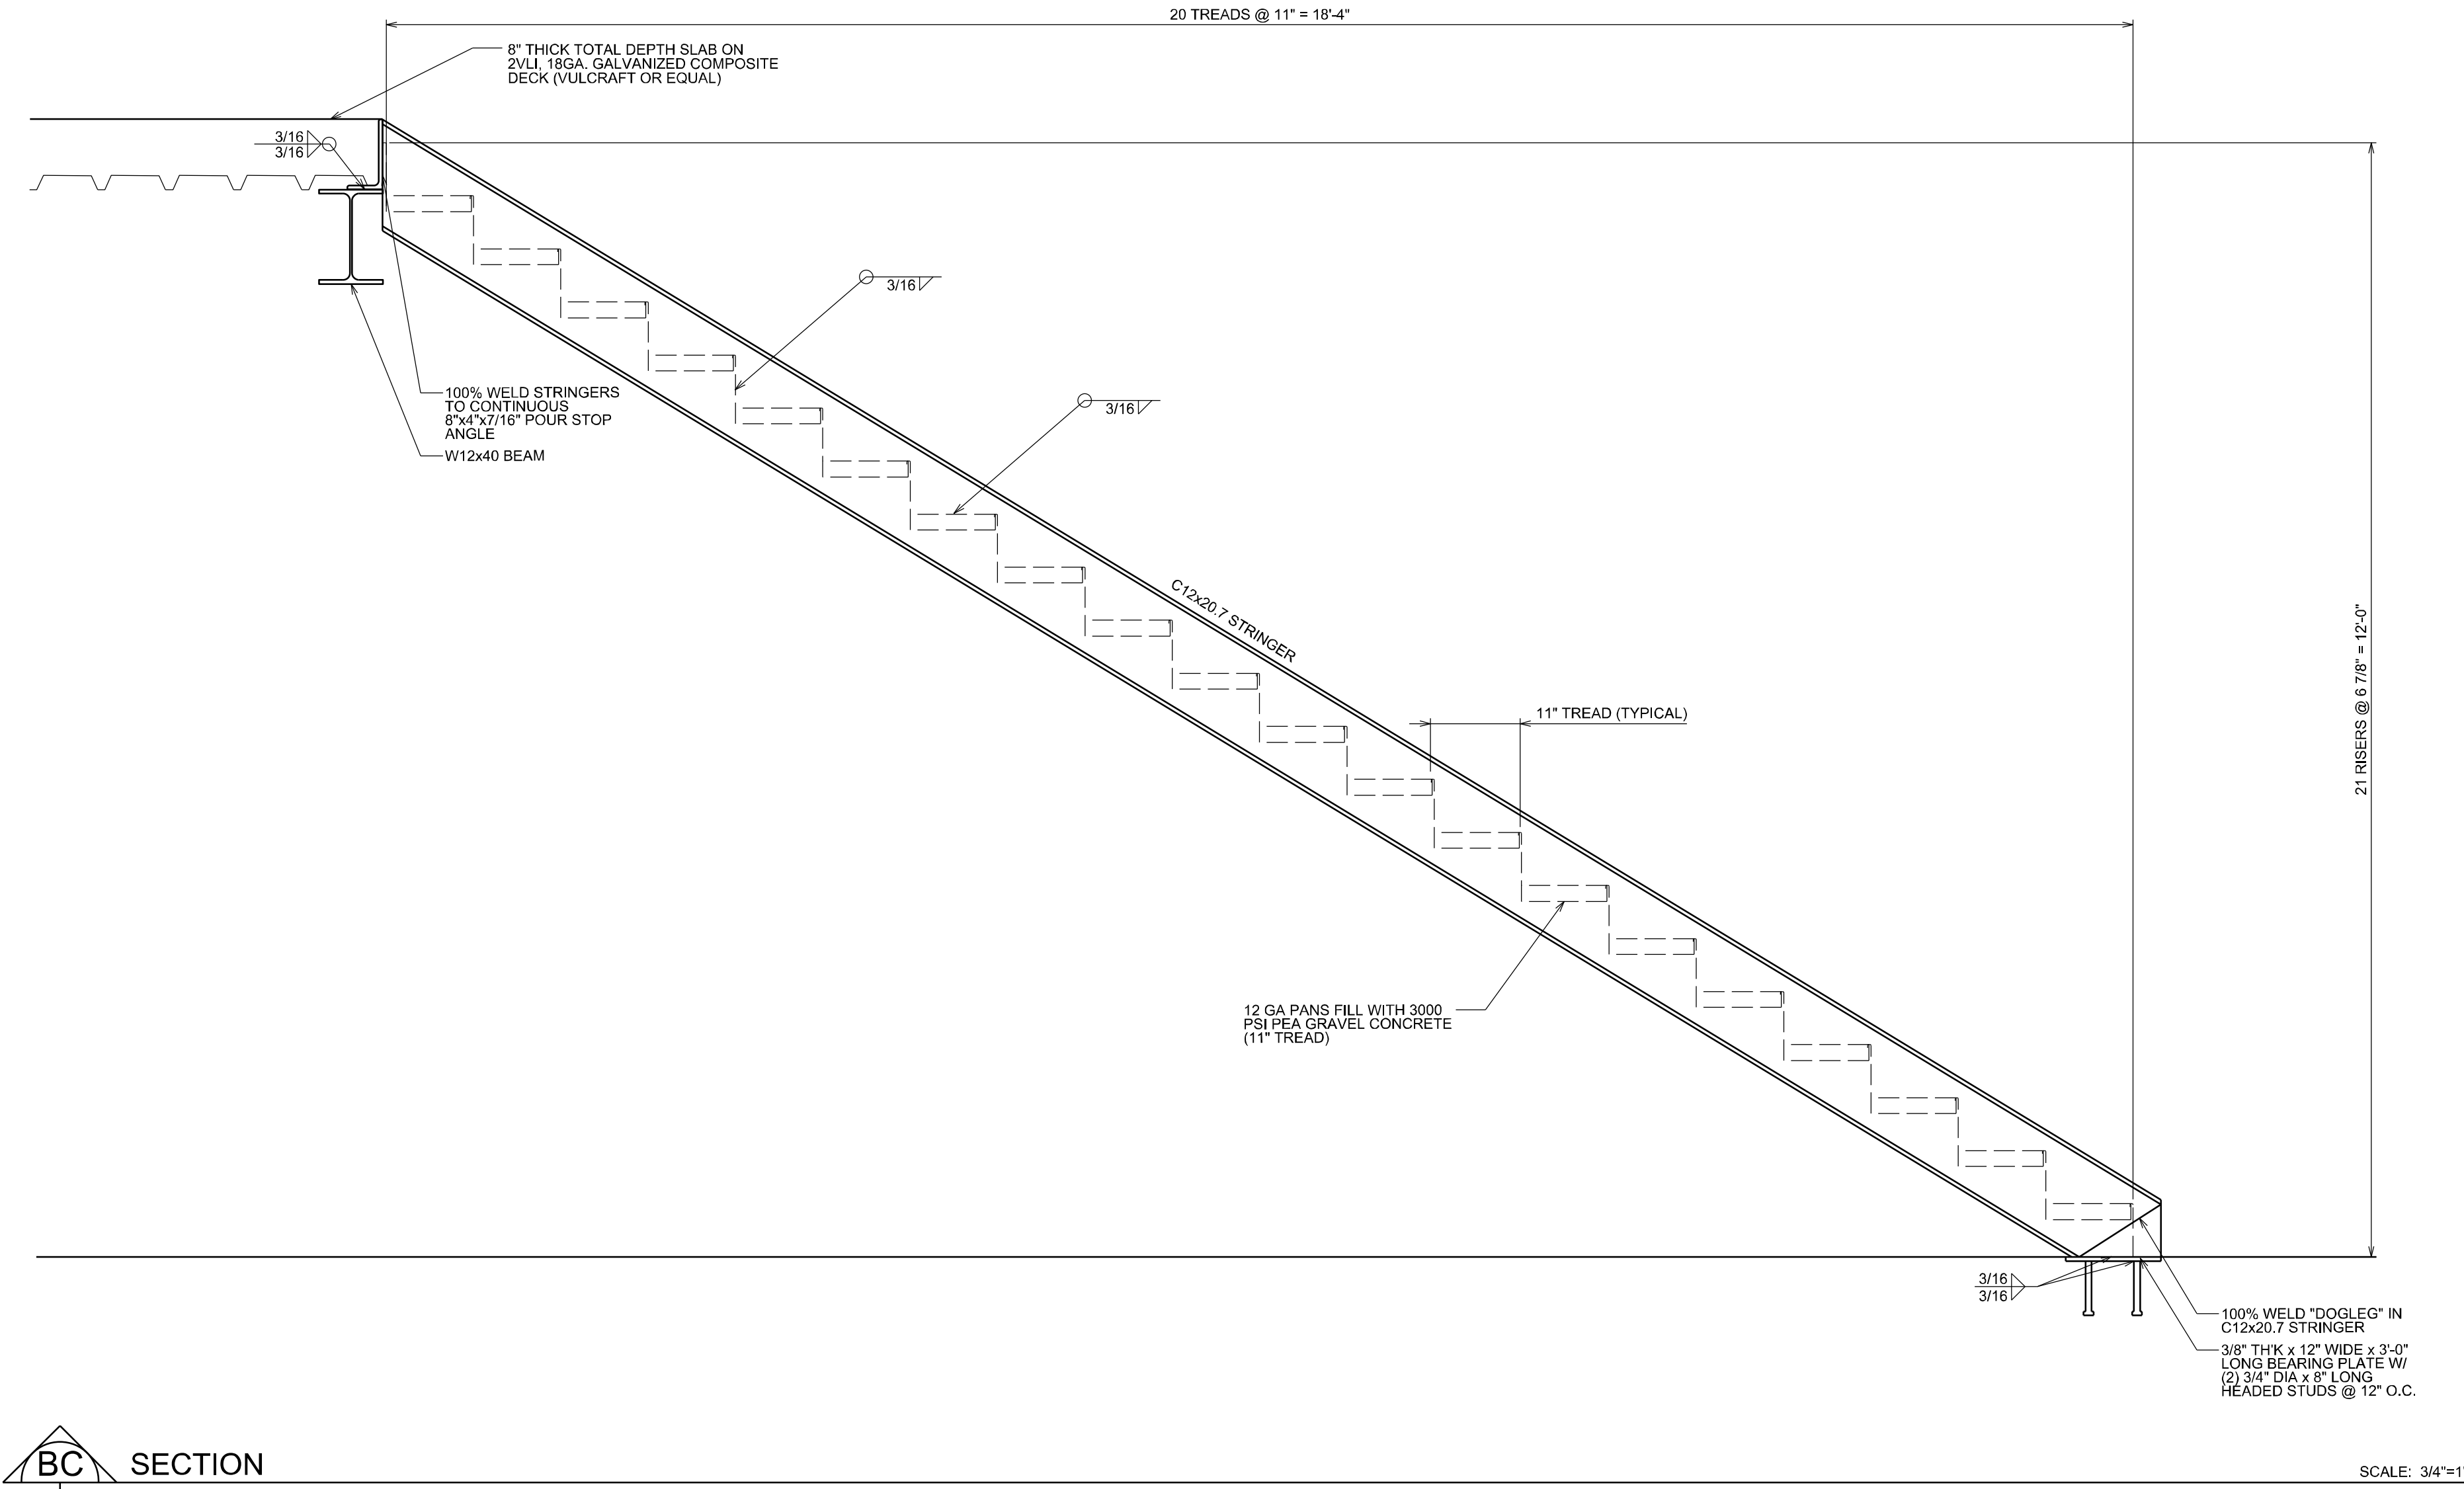 20 TREADS @ 11" = 18'-4"
8" THICK TOTAL DEPTH SLAB ON
2VLI, 18GA. GALVANIZED COMPOSITE
DECK (VULCRAFT OR EQUAL)
3/16
3/16
3/16
3/16
100% WELD STRINGERS
TO CONTINUOUS
8"x4"x7/16" POUR STOP
ANGLE
W12x40 BEAM
C12x20.7 STRINGER
21 RISERS @ 6 7/8" = 12'-0"
11" TREAD (TYPICAL)
12 GA PANS FILL WITH 3000
PSI PEA GRAVEL CONCRETE
(11" TREAD)
3/16
3/16
100% WELD "DOGLEG" IN
C12x20.7 STRINGER
3/8" TH'K x 12" WIDE x 3'-0"
LONG BEARING PLATE W/
(2) 3/4" DIA x 8" LONG
HEADED STUDS @ 12" O.C.
BC SECTION
SCALE: 3/4"=1'